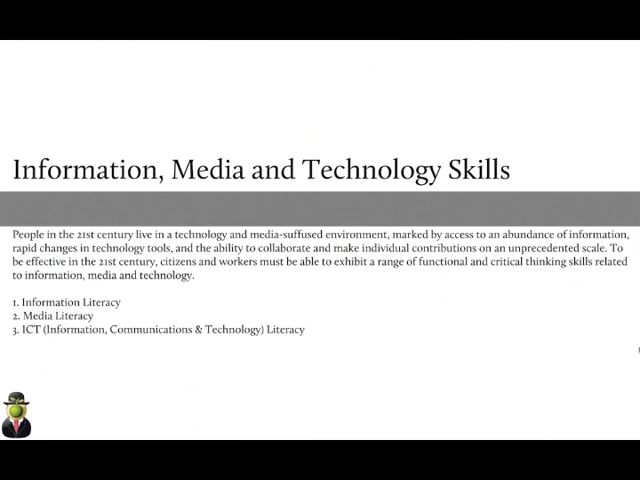 Information, Media and Technology Skills
People in the 21st century live in a technology and media-suffused environment, marked by access to an abundance of information,
rapid changes in technology tools, and the ability to collaborate and make individual contributions on an unprecedented scale. To
be effective in the 21st century, citizens and workers must be able to exhibit a range of functional and critical thinking skills related
to information, media and technology.
1. Information Literacy
2. Media Literacy
3. ICT (Information, Communications & Technology) Literacy